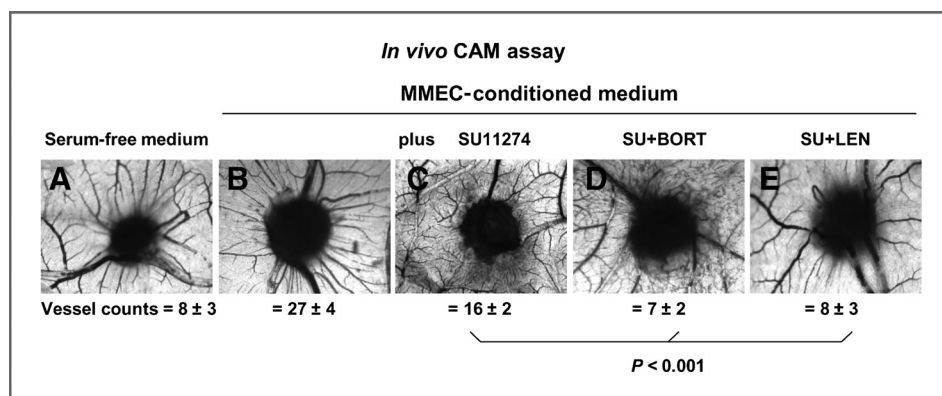 In vivo CAM assay
MMEC-conditioned medium
Serum-free medium plus SU11274 SU+BORT SU+LEN
A B C D E
Vessel counts = 8 ± 3 = 27 ± 4 = 16 ± 2 = 7 ± 2 = 8 ± 3
P < 0.001